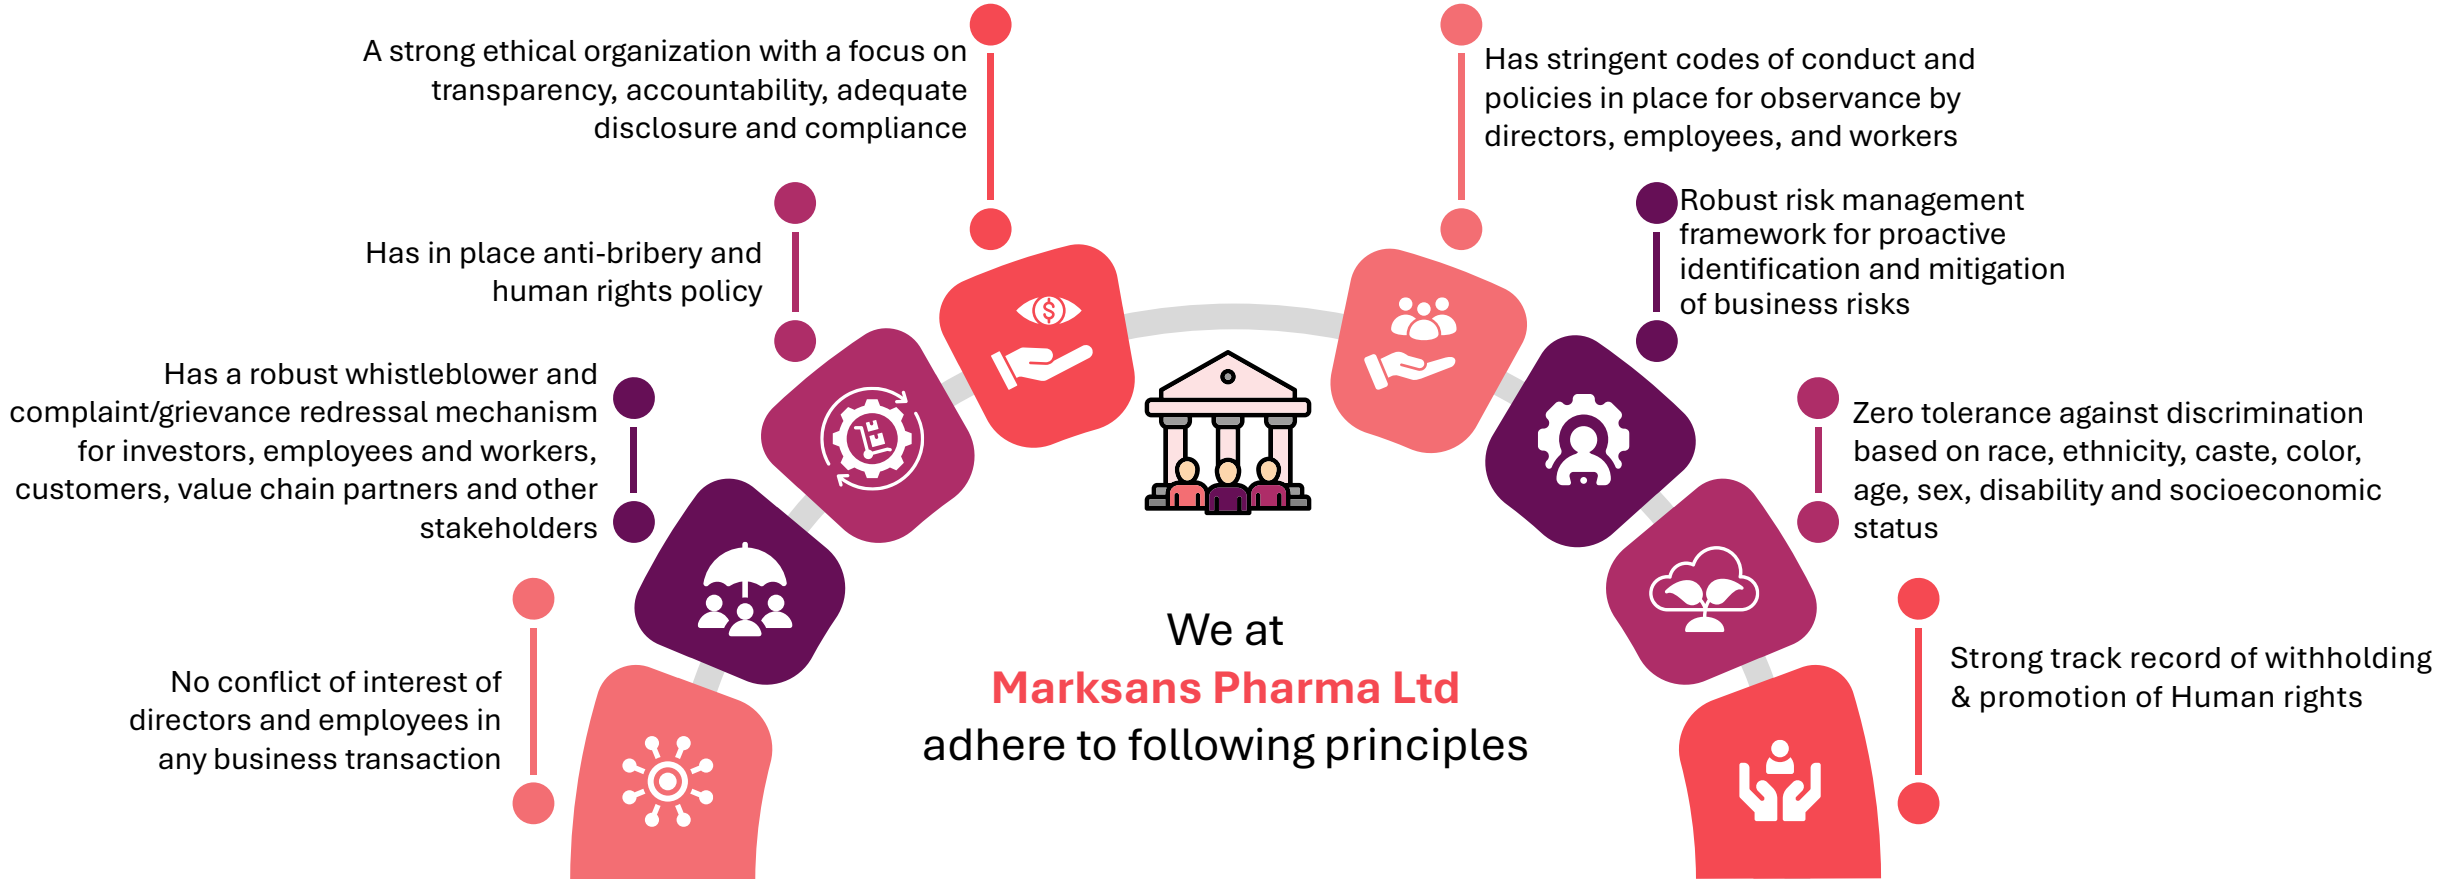 A strong ethical organization with a focus on
transparency, accountability, adequate
disclosure and compliance
Has in place anti-bribery and
human rights policy
Has a robust whistleblower and
complaint/grievance redressal mechanism
for investors, employees and workers,
customers, value chain partners and other
stakeholders
No conflict of interest of
directors and employees in
any business transaction
Has stringent codes of conduct and
policies in place for observance by
directors, employees, and workers
Robust risk management
framework for proactive
identification and mitigation
of business risks
Zero tolerance against discrimination
based on race, ethnicity, caste, color,
age, sex, disability and socioeconomic
status
Strong track record of withholding
& promotion of Human rights
$
We at
Marksans Pharma Ltd
adhere to following principles